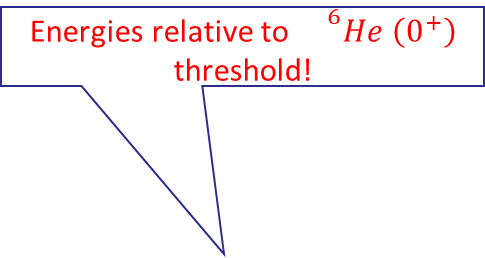 Energies relative to ⁶He (0⁺)
threshold!